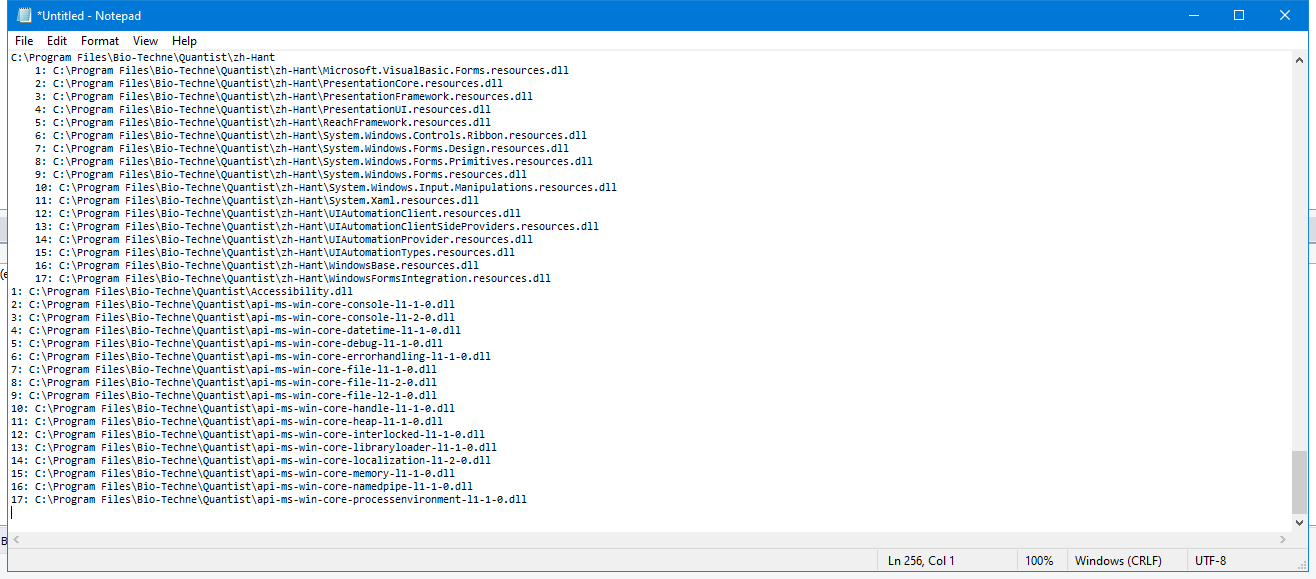 *Untitled - Notepad
File Edit Format View Help
C:\Program Files\Bio-Techne\Quantist\zh-Hant
1: C:\Program Files\Bio-Techne\Quantist\zh-Hant\Microsoft.VisualBasic.Forms.resources.dll
2: C:\Program Files\Bio-Techne\Quantist\zh-Hant\PresentationCore.resources.dll
3: C:\Program Files\Bio-Techne\Quantist\zh-Hant\PresentationFramework.resources.dll
4: C:\Program Files\Bio-Techne\Quantist\zh-Hant\PresentationUI.resources.dll
5: C:\Program Files\Bio-Techne\Quantist\zh-Hant\ReachFramework.resources.dll
6: C:\Program Files\Bio-Techne\Quantist\zh-Hant\System.Windows.Controls.Ribbon.resources.dll
7: C:\Program Files\Bio-Techne\Quantist\zh-Hant\System.Windows.Forms.Design.resources.dll
8: C:\Program Files\Bio-Techne\Quantist\zh-Hant\System.Windows.Forms.Primitives.resources.dll
9: C:\Program Files\Bio-Techne\Quantist\zh-Hant\System.Windows.Forms.resources.dll
10: C:\Program Files\Bio-Techne\Quantist\zh-Hant\System.Windows.Input.Manipulations.resources.dll
11: C:\Program Files\Bio-Techne\Quantist\zh-Hant\System.Xaml.resources.dll
12: C:\Program Files\Bio-Techne\Quantist\zh-Hant\UIAutomationClient.resources.dll
13: C:\Program Files\Bio-Techne\Quantist\zh-Hant\UIAutomationClientSideProviders.resources.dll
14: C:\Program Files\Bio-Techne\Quantist\zh-Hant\UIAutomationProvider.resources.dll
15: C:\Program Files\Bio-Techne\Quantist\zh-Hant\UIAutomationTypes.resources.dll
16: C:\Program Files\Bio-Techne\Quantist\zh-Hant\WindowsBase.resources.dll
17: C:\Program Files\Bio-Techne\Quantist\zh-Hant\WindowsFormsIntegration.resources.dll
1: C:\Program Files\Bio-Techne\Quantist\Accessibility.dll
2: C:\Program Files\Bio-Techne\Quantist\api-ms-win-core-console-l1-1-0.dll
3: C:\Program Files\Bio-Techne\Quantist\api-ms-win-core-console-l1-2-0.dll
4: C:\Program Files\Bio-Techne\Quantist\api-ms-win-core-datetime-l1-1-0.dll
5: C:\Program Files\Bio-Techne\Quantist\api-ms-win-core-debug-l1-1-0.dll
6: C:\Program Files\Bio-Techne\Quantist\api-ms-win-core-errorhandling-l1-1-0.dll
7: C:\Program Files\Bio-Techne\Quantist\api-ms-win-core-file-l1-1-0.dll
8: C:\Program Files\Bio-Techne\Quantist\api-ms-win-core-file-l1-2-0.dll
9: C:\Program Files\Bio-Techne\Quantist\api-ms-win-core-file-l2-1-0.dll
10: C:\Program Files\Bio-Techne\Quantist\api-ms-win-core-handle-l1-1-0.dll
11: C:\Program Files\Bio-Techne\Quantist\api-ms-win-core-heap-l1-1-0.dll
12: C:\Program Files\Bio-Techne\Quantist\api-ms-win-core-interlocked-l1-1-0.dll
13: C:\Program Files\Bio-Techne\Quantist\api-ms-win-core-libraryloader-l1-1-0.dll
14: C:\Program Files\Bio-Techne\Quantist\api-ms-win-core-localization-l1-2-0.dll
15: C:\Program Files\Bio-Techne\Quantist\api-ms-win-core-memory-l1-1-0.dll
16: C:\Program Files\Bio-Techne\Quantist\api-ms-win-core-namedpipe-l1-1-0.dll
17: C:\Program Files\Bio-Techne\Quantist\api-ms-win-core-processenvironment-l1-1-0.dll
Ln 256, Col 1 100% Windows (CRLF) UTF-8